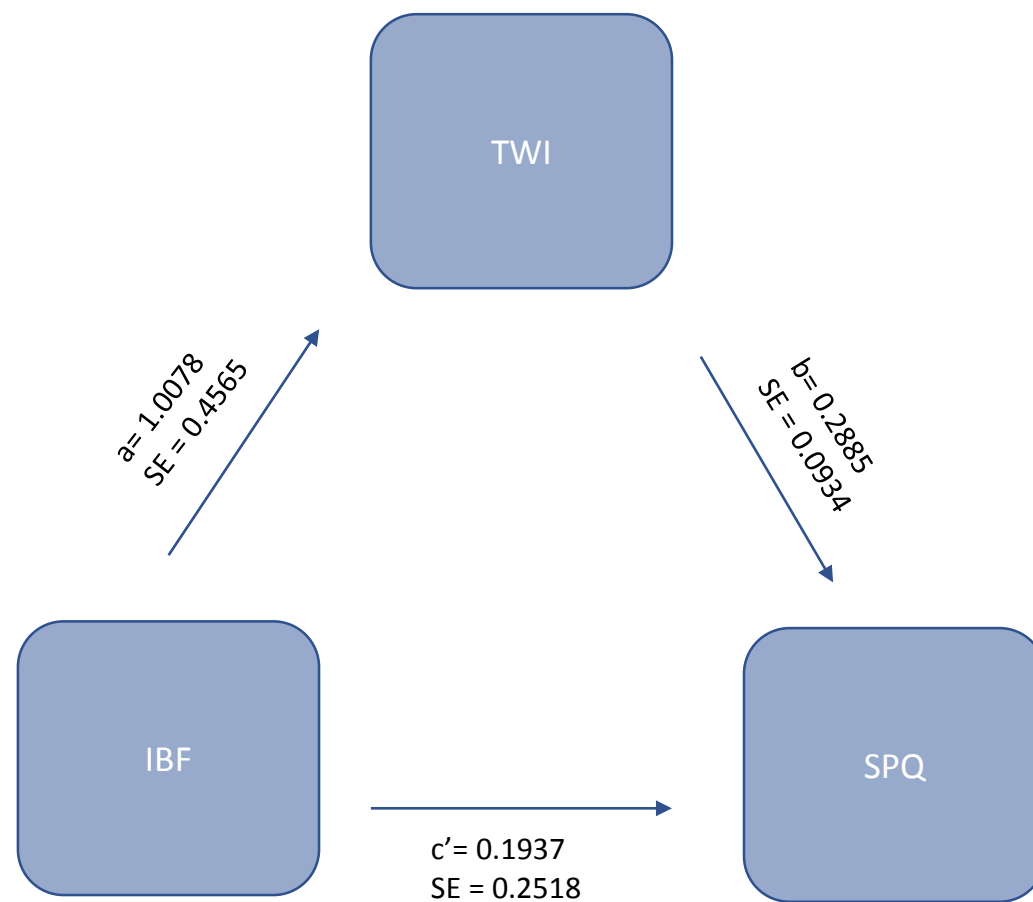 TWI
a= 1.0078
SE = 0.4565
b= 0.2885
SE = 0.0934
IBF
SPQ
c’= 0.1937
SE = 0.2518